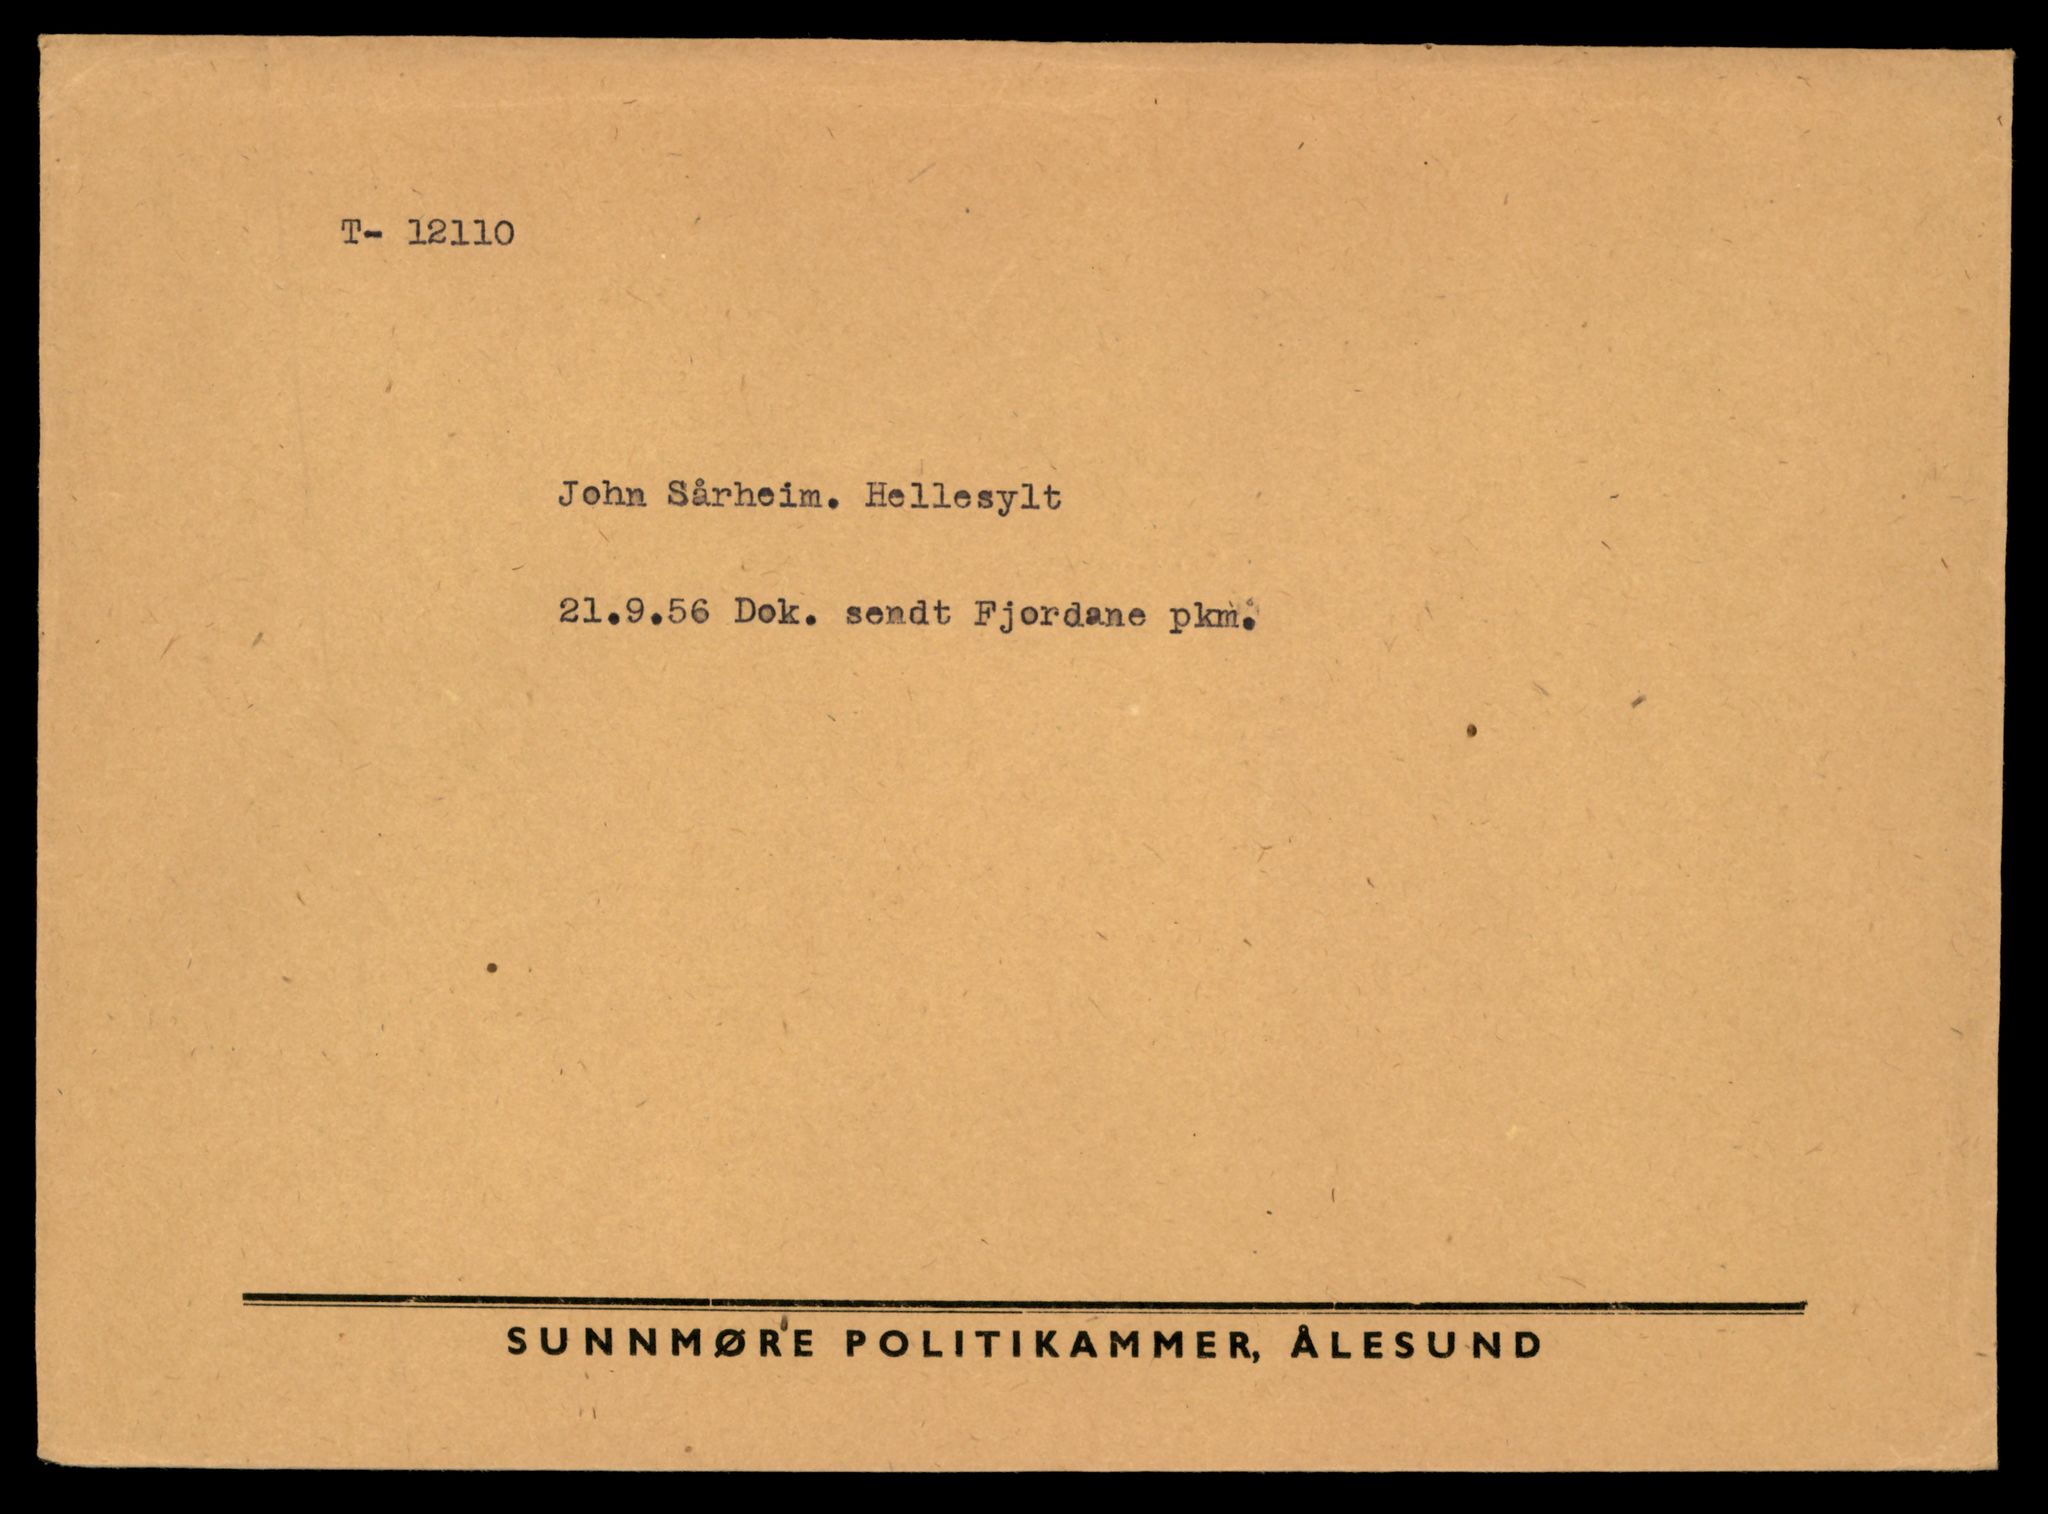 T- 12110
John Sårheim. Hellesylt
21.9.56 Dok. sendt Fjordane pkm.
SUNNMØRE POLITIKAMMER, ÅLESUND